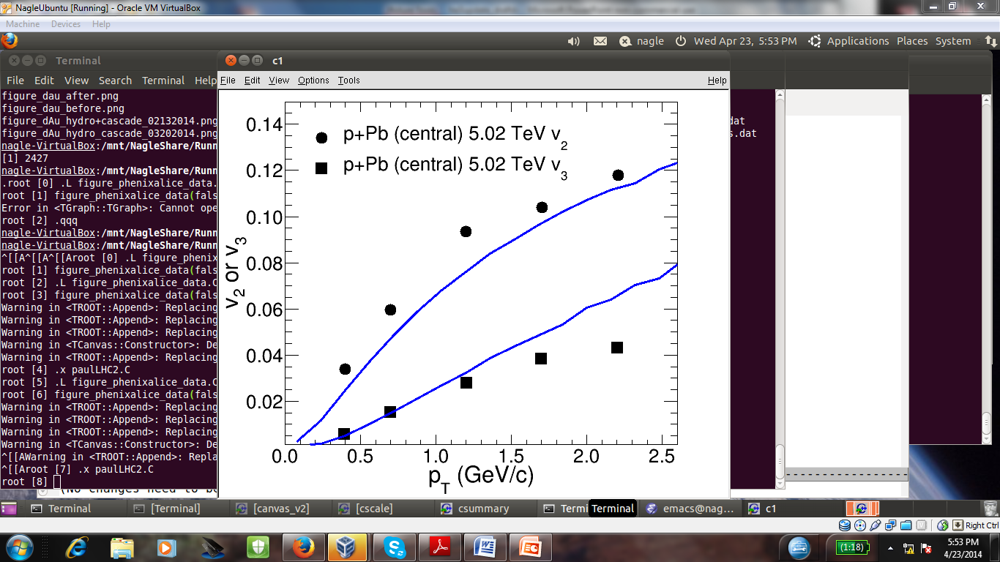 NagleUbuntu [Running] - Oracle VM VirtualBox
Machine Devices Help
nagle Wed Apr 23, 5:53 PM Applications Places System
Terminal
File Edit View Search Terminal Help
figure_dau_after.png
figure_dau_before.png
figure_dAu_hydro+cascade_02132014.png
figure_dAu_hydro_cascade_03202014.png
nagle-VirtualBox:/mnt/NagleShare/Runn
[1] 2427
nagle-VirtualBox:/mnt/NagleShare/Runn
.root [0] .L figure_phenixalice_data.
root [1] figure_phenixalice_data(fals
Error in <TGraph::TGraph>: Cannot ope
root [2] .qqq
nagle-VirtualBox:/mnt/NagleShare/Runn
nagle-VirtualBox:/mnt/NagleShare/Runn
^[[A^[[A^[[Aroot [0] .L figure_phenix
root [1] figure_phenixalice_data(fals
root [2] .L figure_phenixalice_data.C
root [3] figure_phenixalice_data(fals
Warning in <TROOT::Append>: Replacing
Warning in <TROOT::Append>: Replacing
Warning in <TROOT::Append>: Replacing
Warning in <TCanvas::Constructor>: De
Warning in <TROOT::Append>: Replacing
root [4] .x paulLHC2.C
root [5] .L figure_phenixalice_data.C
root [6] figure_phenixalice_data(fals
Warning in <TROOT::Append>: Replacing
Warning in <TROOT::Append>: Replacing
Warning in <TROOT::Append>: Replacing
Warning in <TCanvas::Constructor>: De
^[[AWarning in <TROOT::Append>: Repla
^[[Aroot [7] .x paulLHC2.C
root [8]
c1
File Edit View Options Tools Help
p+Pb (central) 5.02 TeV v2
p+Pb (central) 5.02 TeV v3
0.14
0.12
0.10
0.08
0.06
0.04
0.02
0
v2 or v3
0.0 0.5 1.0 1.5 2.0 2.5
pT (GeV/c)
dat
s.dat
Terminal [Terminal] [canvas_v2] [cscale] csummary Termi Terminal emacs@nag... c1
Right Ctrl
(1:18)
5:53 PM
4/23/2014